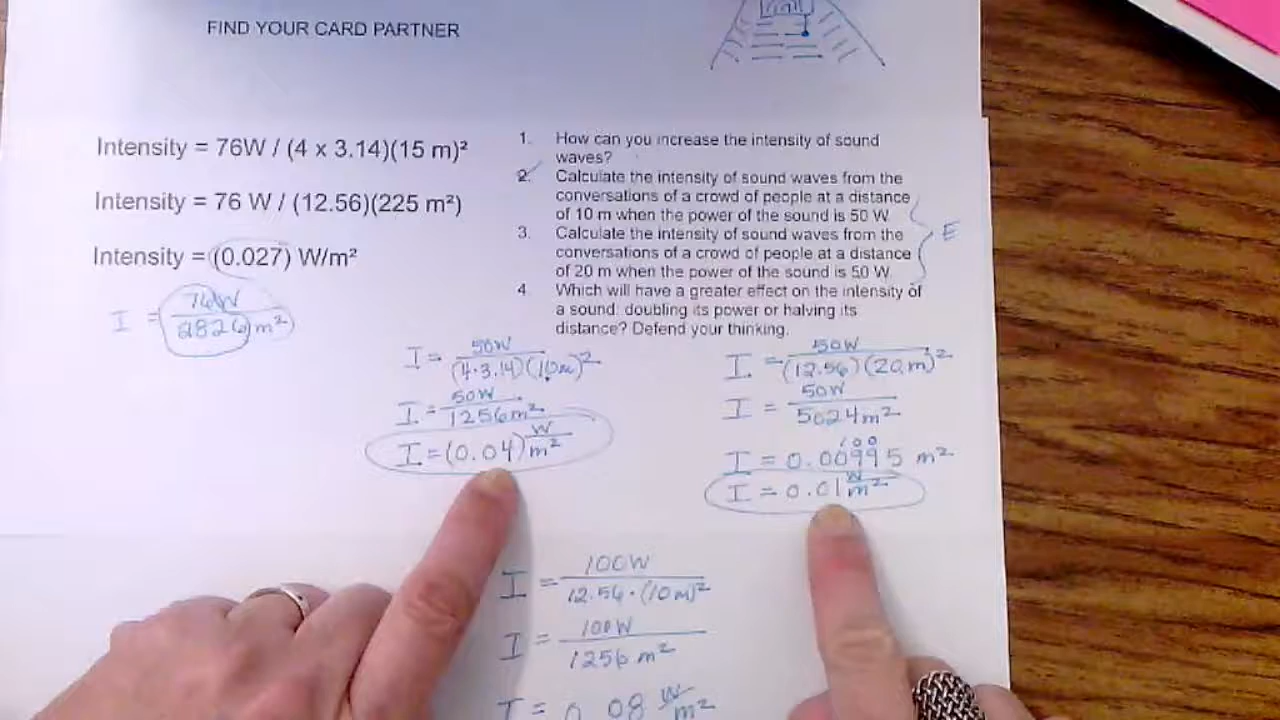 FIND YOUR CARD PARTNER
Intensity = 76W / (4 x 3.14)(15 m)²
Intensity = 76 W / (12.56)(225 m²)
Intensity = (0.027) W/m²
I = 76W / 2826 m²
1. How can you increase the intensity of sound
waves?
2. Calculate the intensity of sound waves from the
conversations of a crowd of people at a distance
of 10 m when the power of the sound is 50 W.
3. Calculate the intensity of sound waves from the
conversations of a crowd of people at a distance
of 20 m when the power of the sound is 50 W.
E
4. Which will have a greater effect on the intensity of
a sound: doubling its power or halving its
distance? Defend your thinking.
I = 50W / (4·3.14)(10m)²
I = 50W / 1256m²
I = (0.04) W/m²
I = 50W / (12.56)(20m)²
I = 50W / 5024m²
100
I = 0.00995 m²
I = 0.01 W/m²
I = 100W / 12.56 · (10m)²
I = 100W / 1256 m²
I = 0.08 W/m²